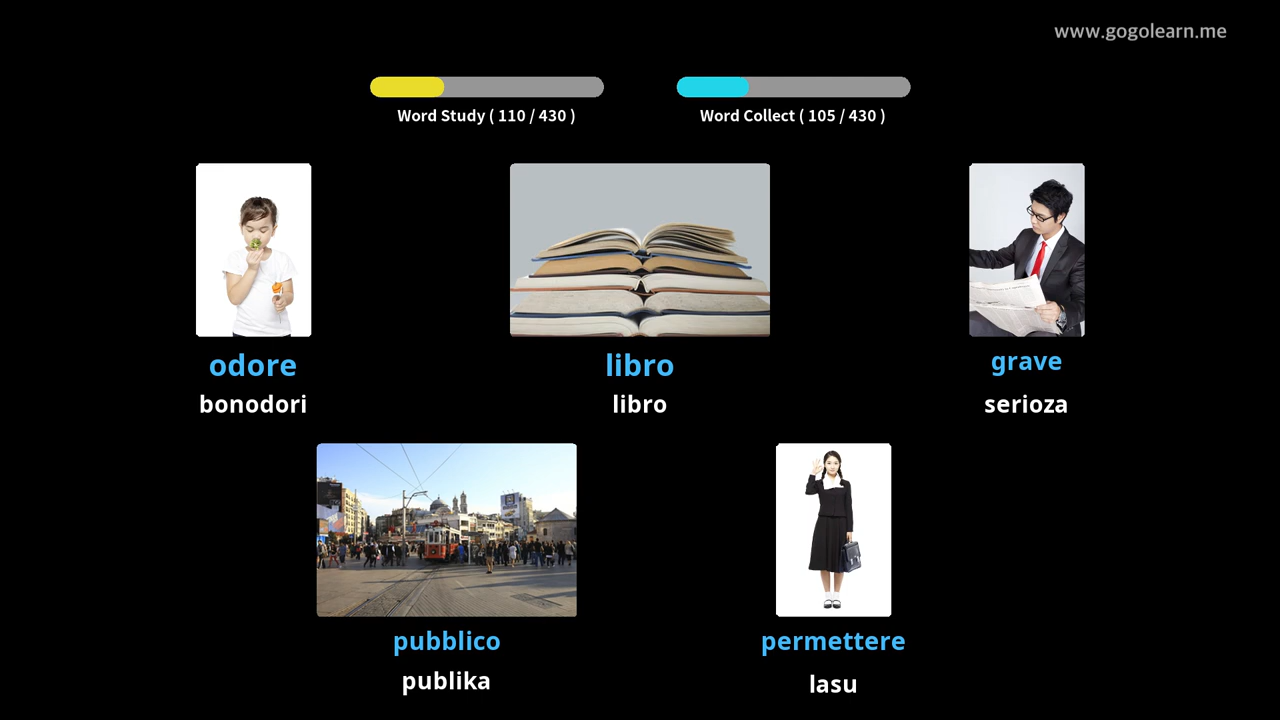 www.gogolearn.me
Word Study ( 110 / 430 )
Word Collect ( 105 / 430 )
odore
bonodori
libro
libro
grave
serioza
pubblico
publika
permettere
lasu